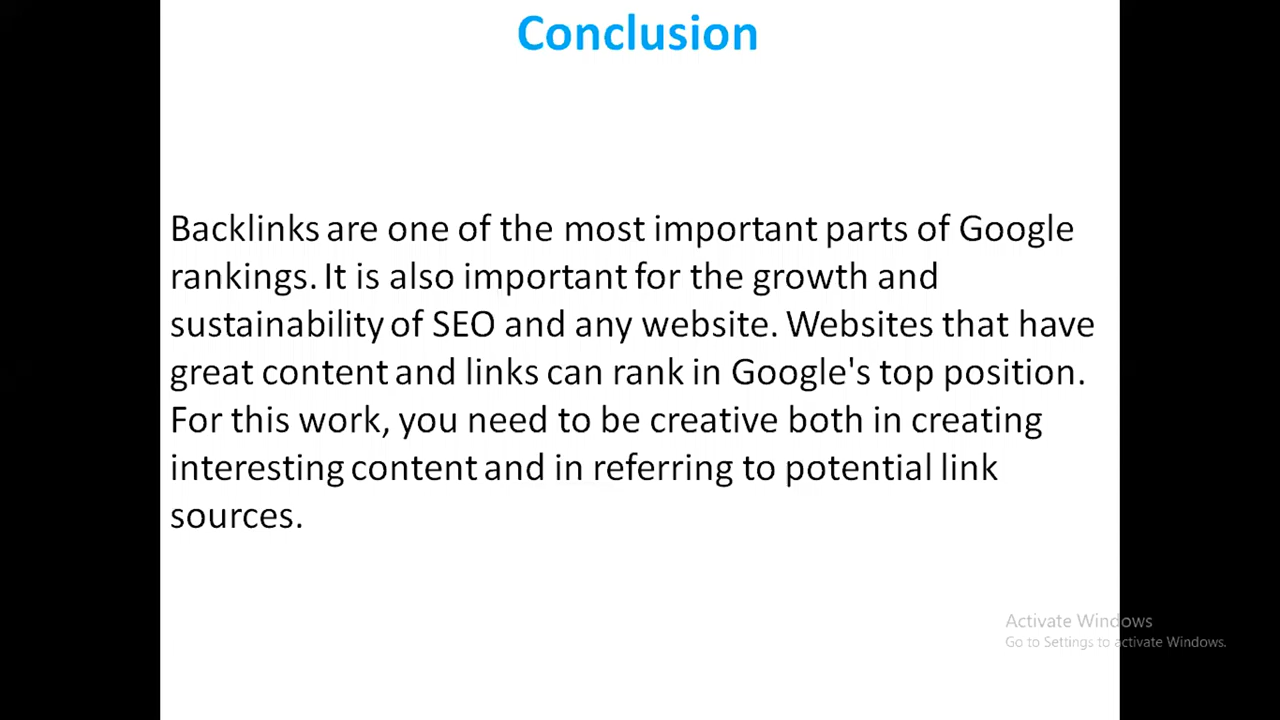 Conclusion
Backlinks are one of the most important parts of Google
rankings. It is also important for the growth and
sustainability of SEO and any website. Websites that have
great content and links can rank in Google's top position.
For this work, you need to be creative both in creating
interesting content and in referring to potential link
sources.
Activate Windows
Go to Settings to activate Windows.